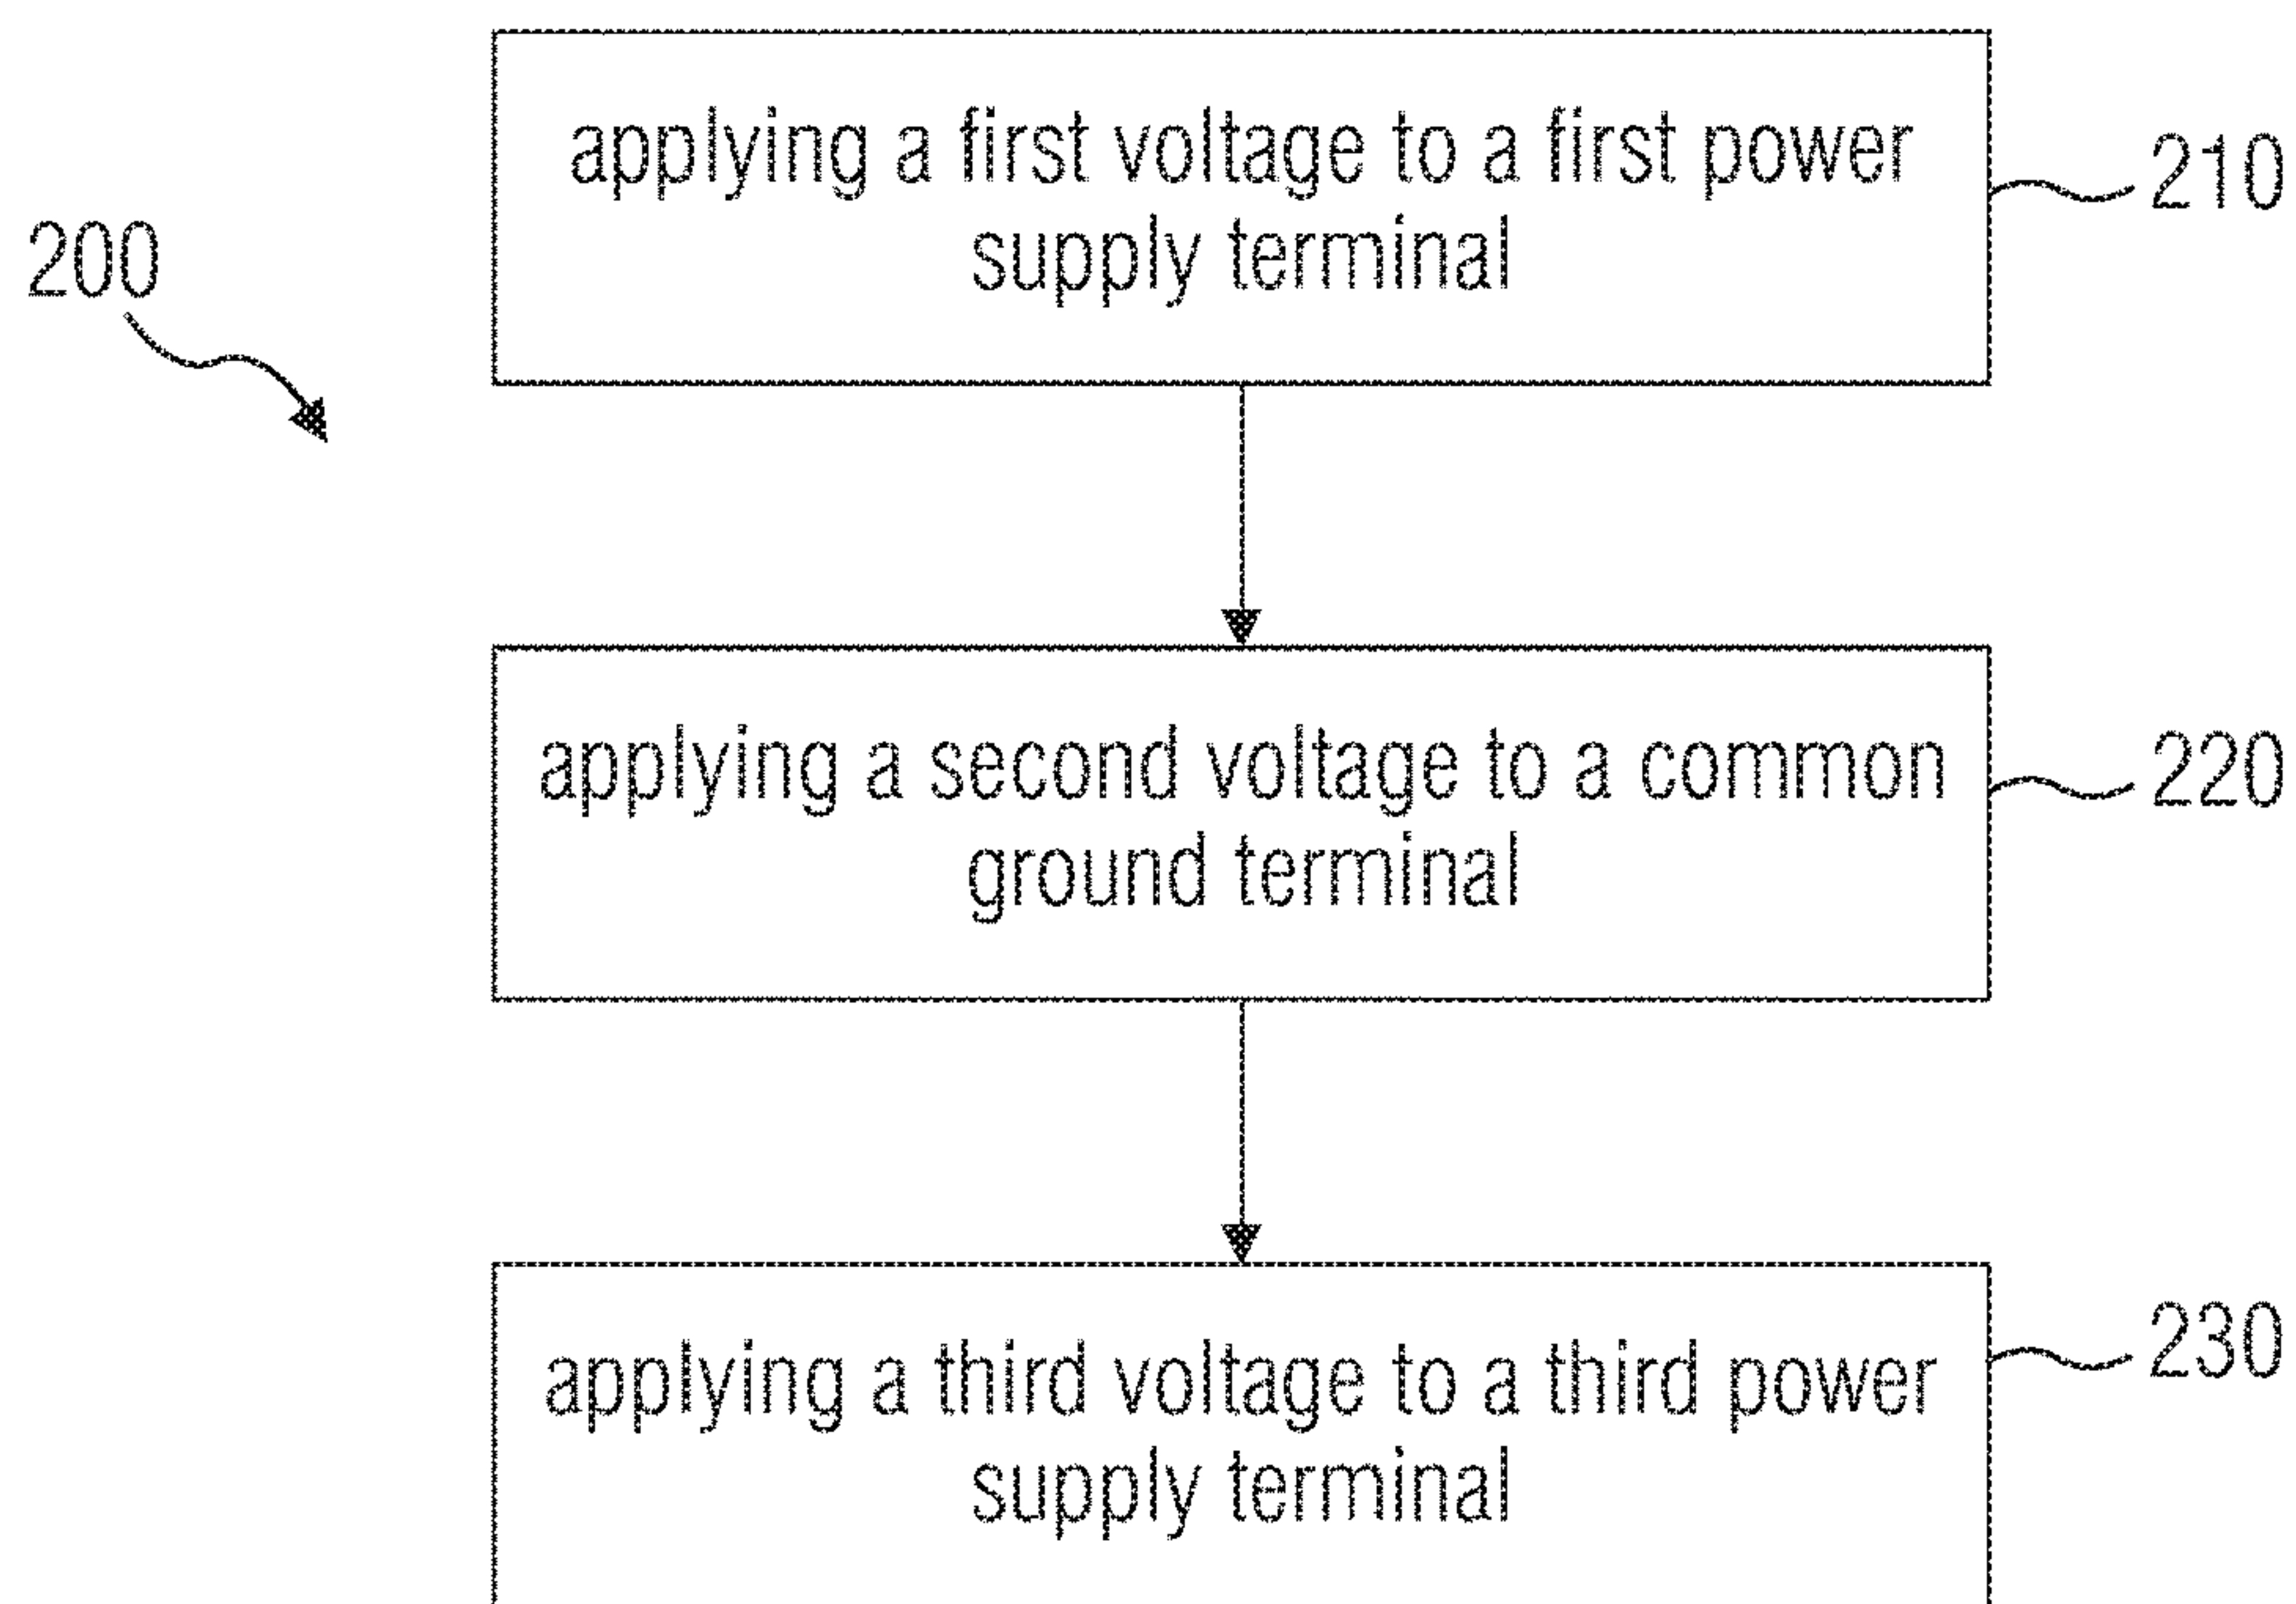 applying a first voltage to a first power
supply terminal
210
200
applying a second voltage to a common
ground terminal
220
applying a third voltage to a third power
supply terminal
230